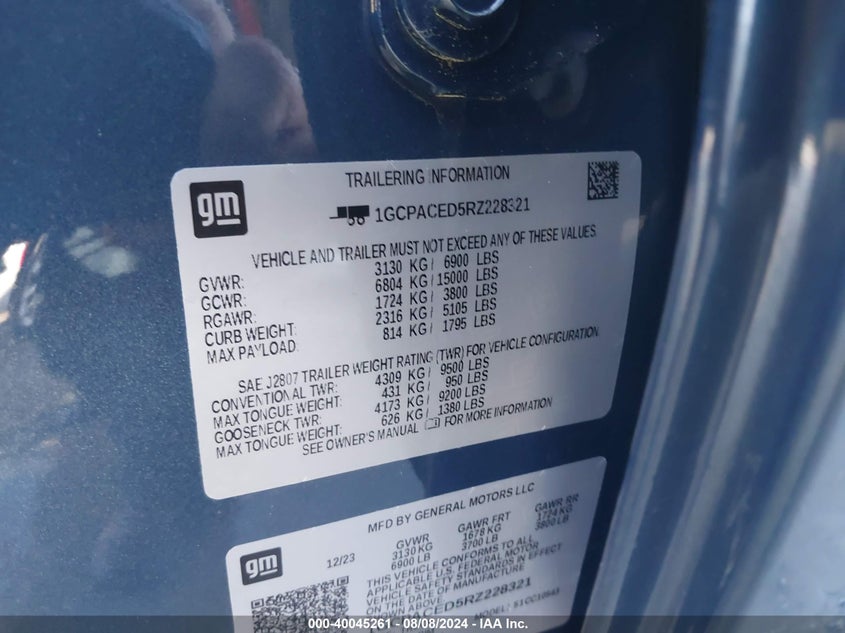 TRAILERING INFORMATION
gm
1GCPACED5RZ228321
VEHICLE AND TRAILER MUST NOT EXCEED ANY OF THESE VALUES.
GVWR: 3130 KG / 6900 LBS
GCWR: 6804 KG / 15000 LBS
RGAWR: 1724 KG / 3800 LBS
CURB WEIGHT: 2316 KG / 5105 LBS
MAX PAYLOAD: 814 KG / 1795 LBS
SAE J2807 TRAILER WEIGHT RATING (TWR) FOR VEHICLE CONFIGURATION
CONVENTIONAL TWR: 4309 KG / 9500 LBS
MAX TONGUE WEIGHT: 431 KG / 950 LBS
GOOSENECK TWR: 4173 KG / 9200 LBS
MAX TONGUE WEIGHT: 626 KG / 1380 LBS
SEE OWNER'S MANUAL FOR MORE INFORMATION
MFD BY GENERAL MOTORS LLC
gm
12/23
GVWR GAWR FRT GAWR RR
3130 KG 1678 KG 1724 KG
6900 LB 3700 LB 3800 LB
THIS VEHICLE CONFORMS TO ALL
APPLICABLE U.S. FEDERAL MOTOR
VEHICLE SAFETY STANDARDS IN EFFECT
ON THE DATE OF MANUFACTURE
SHOWN ABOVE.
1GCPACED5RZ228321
MODEL:
00-40045261 - 08/08/2024 - IAA Inc.